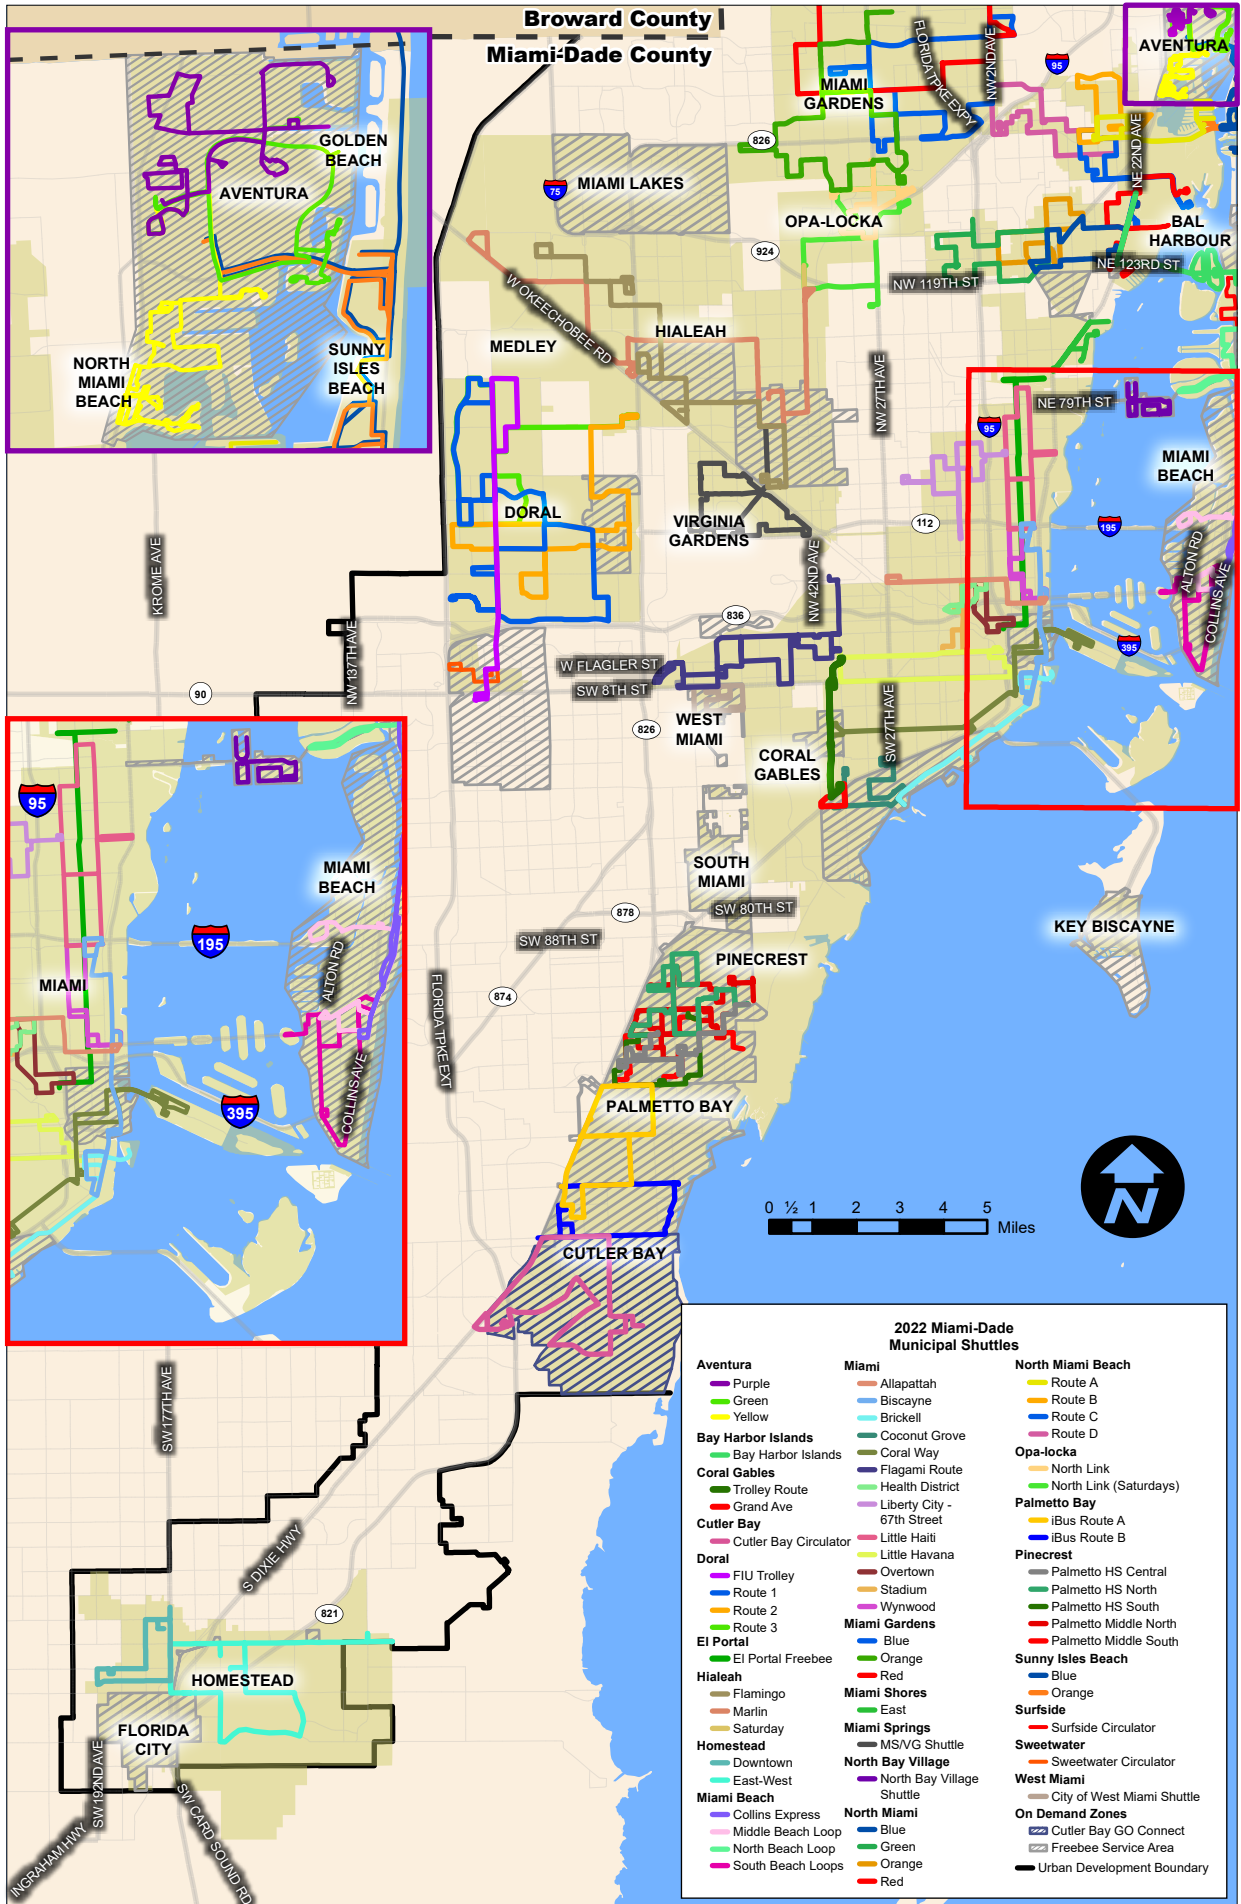 Broward County
Miami-Dade County
AVENTURA
GOLDEN
BEACH
AVENTURA
NORTH
MIAMI
BEACH
SUNNY
ISLES
BEACH
MIAMI
GARDENS
FLORIDA TPKE EXPY
NW 2ND AVE
95
826
75
MIAMI LAKES
NE 22ND AVE
OPA-LOCKA
BAL
HARBOUR
924
NE 123RD ST
NW 119TH ST
W OKEECHOBEE RD
HIALEAH
MEDLEY
NW 27TH AVE
NE 79TH ST
95
MIAMI
BEACH
DORAL
VIRGINIA
GARDENS
112
195
ALTON RD
COLLINS AVE
KROME AVE
NW 42ND AVE
836
395
NW 137TH AVE
W FLAGLER ST
SW 8TH ST
90
826
WEST
MIAMI
SW 27TH AVE
CORAL
GABLES
95
MIAMI
BEACH
SOUTH
MIAMI
878
SW 80TH ST
KEY BISCAYNE
195
ALTON RD
SW 88TH ST
PINECREST
MIAMI
874
FLORIDA TPKE EXT
COLLINS AVE
395
PALMETTO BAY
N
0 ½ 1 2 3 4 5
Miles
CUTLER BAY
SW 177TH AVE
S DIXIE HWY
821
HOMESTEAD
FLORIDA
CITY
SW 192ND AVE
INGRAHAM HWY
SW CARD SOUND RD
2022 Miami-Dade
Municipal Shuttles
Aventura
Purple
Green
Yellow
Bay Harbor Islands
Bay Harbor Islands
Coral Gables
Trolley Route
Grand Ave
Cutler Bay
Cutler Bay Circulator
Doral
FIU Trolley
Route 1
Route 2
Route 3
El Portal
El Portal Freebee
Hialeah
Flamingo
Marlin
Saturday
Homestead
Downtown
East-West
Miami Beach
Collins Express
Middle Beach Loop
North Beach Loop
South Beach Loops
Miami
Allapattah
Biscayne
Brickell
Coconut Grove
Coral Way
Flagami Route
Health District
Liberty City -
67th Street
Little Haiti
Little Havana
Overtown
Stadium
Wynwood
Miami Gardens
Blue
Orange
Red
Miami Shores
East
Miami Springs
MS/VG Shuttle
North Bay Village
North Bay Village
Shuttle
North Miami
Blue
Green
Orange
Red
North Miami Beach
Route A
Route B
Route C
Route D
Opa-locka
North Link
North Link (Saturdays)
Palmetto Bay
iBus Route A
iBus Route B
Pinecrest
Palmetto HS Central
Palmetto HS North
Palmetto HS South
Palmetto Middle North
Palmetto Middle South
Sunny Isles Beach
Blue
Orange
Surfside
Surfside Circulator
Sweetwater
Sweetwater Circulator
West Miami
City of West Miami Shuttle
On Demand Zones
Cutler Bay GO Connect
Freebee Service Area
Urban Development Boundary